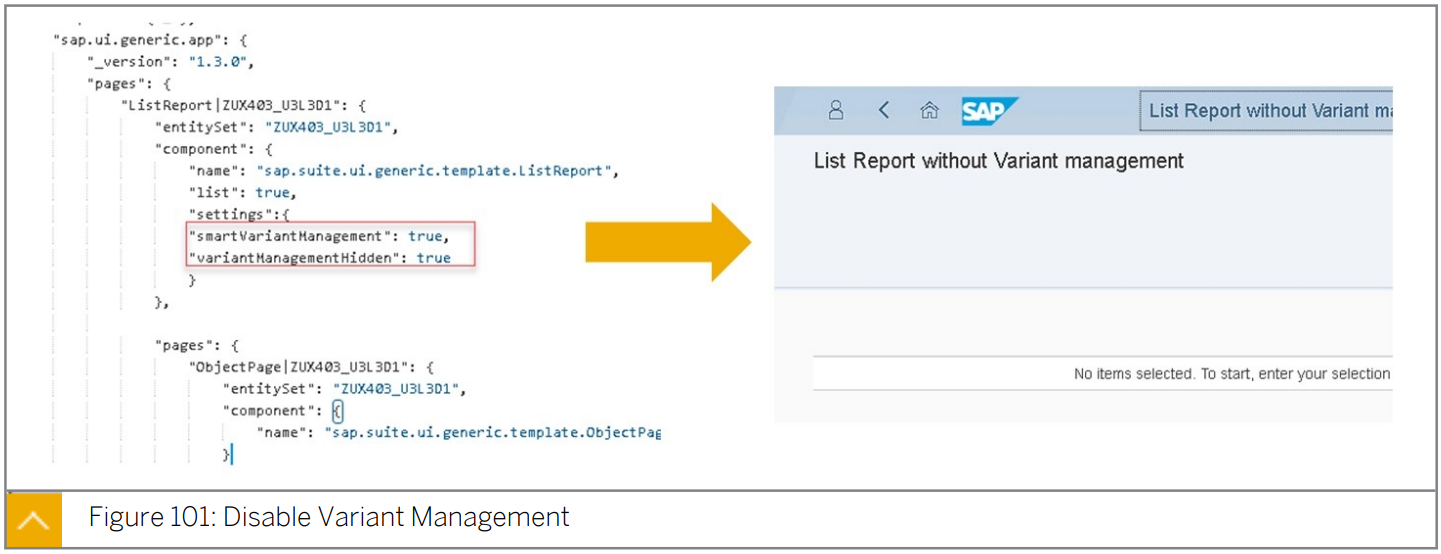 "sap.ui.generic.app": {
"_version": "1.3.0",
"pages": {
"ListReport|ZUX403_U3L3D1": {
"entitySet": "ZUX403_U3L3D1",
"component": {
"name": "sap.suite.ui.generic.template.ListReport",
"list": true,
"settings":{
"smartVariantManagement": true,
"variantManagementHidden": true
}
},
"pages": {
"ObjectPage|ZUX403_U3L3D1": {
"entitySet": "ZUX403_U3L3D1",
"component": {
"name": "sap.suite.ui.generic.template.ObjectPag
}
SAP
List Report without Variant ma
List Report without Variant management
No items selected. To start, enter your selection
Figure 101: Disable Variant Management